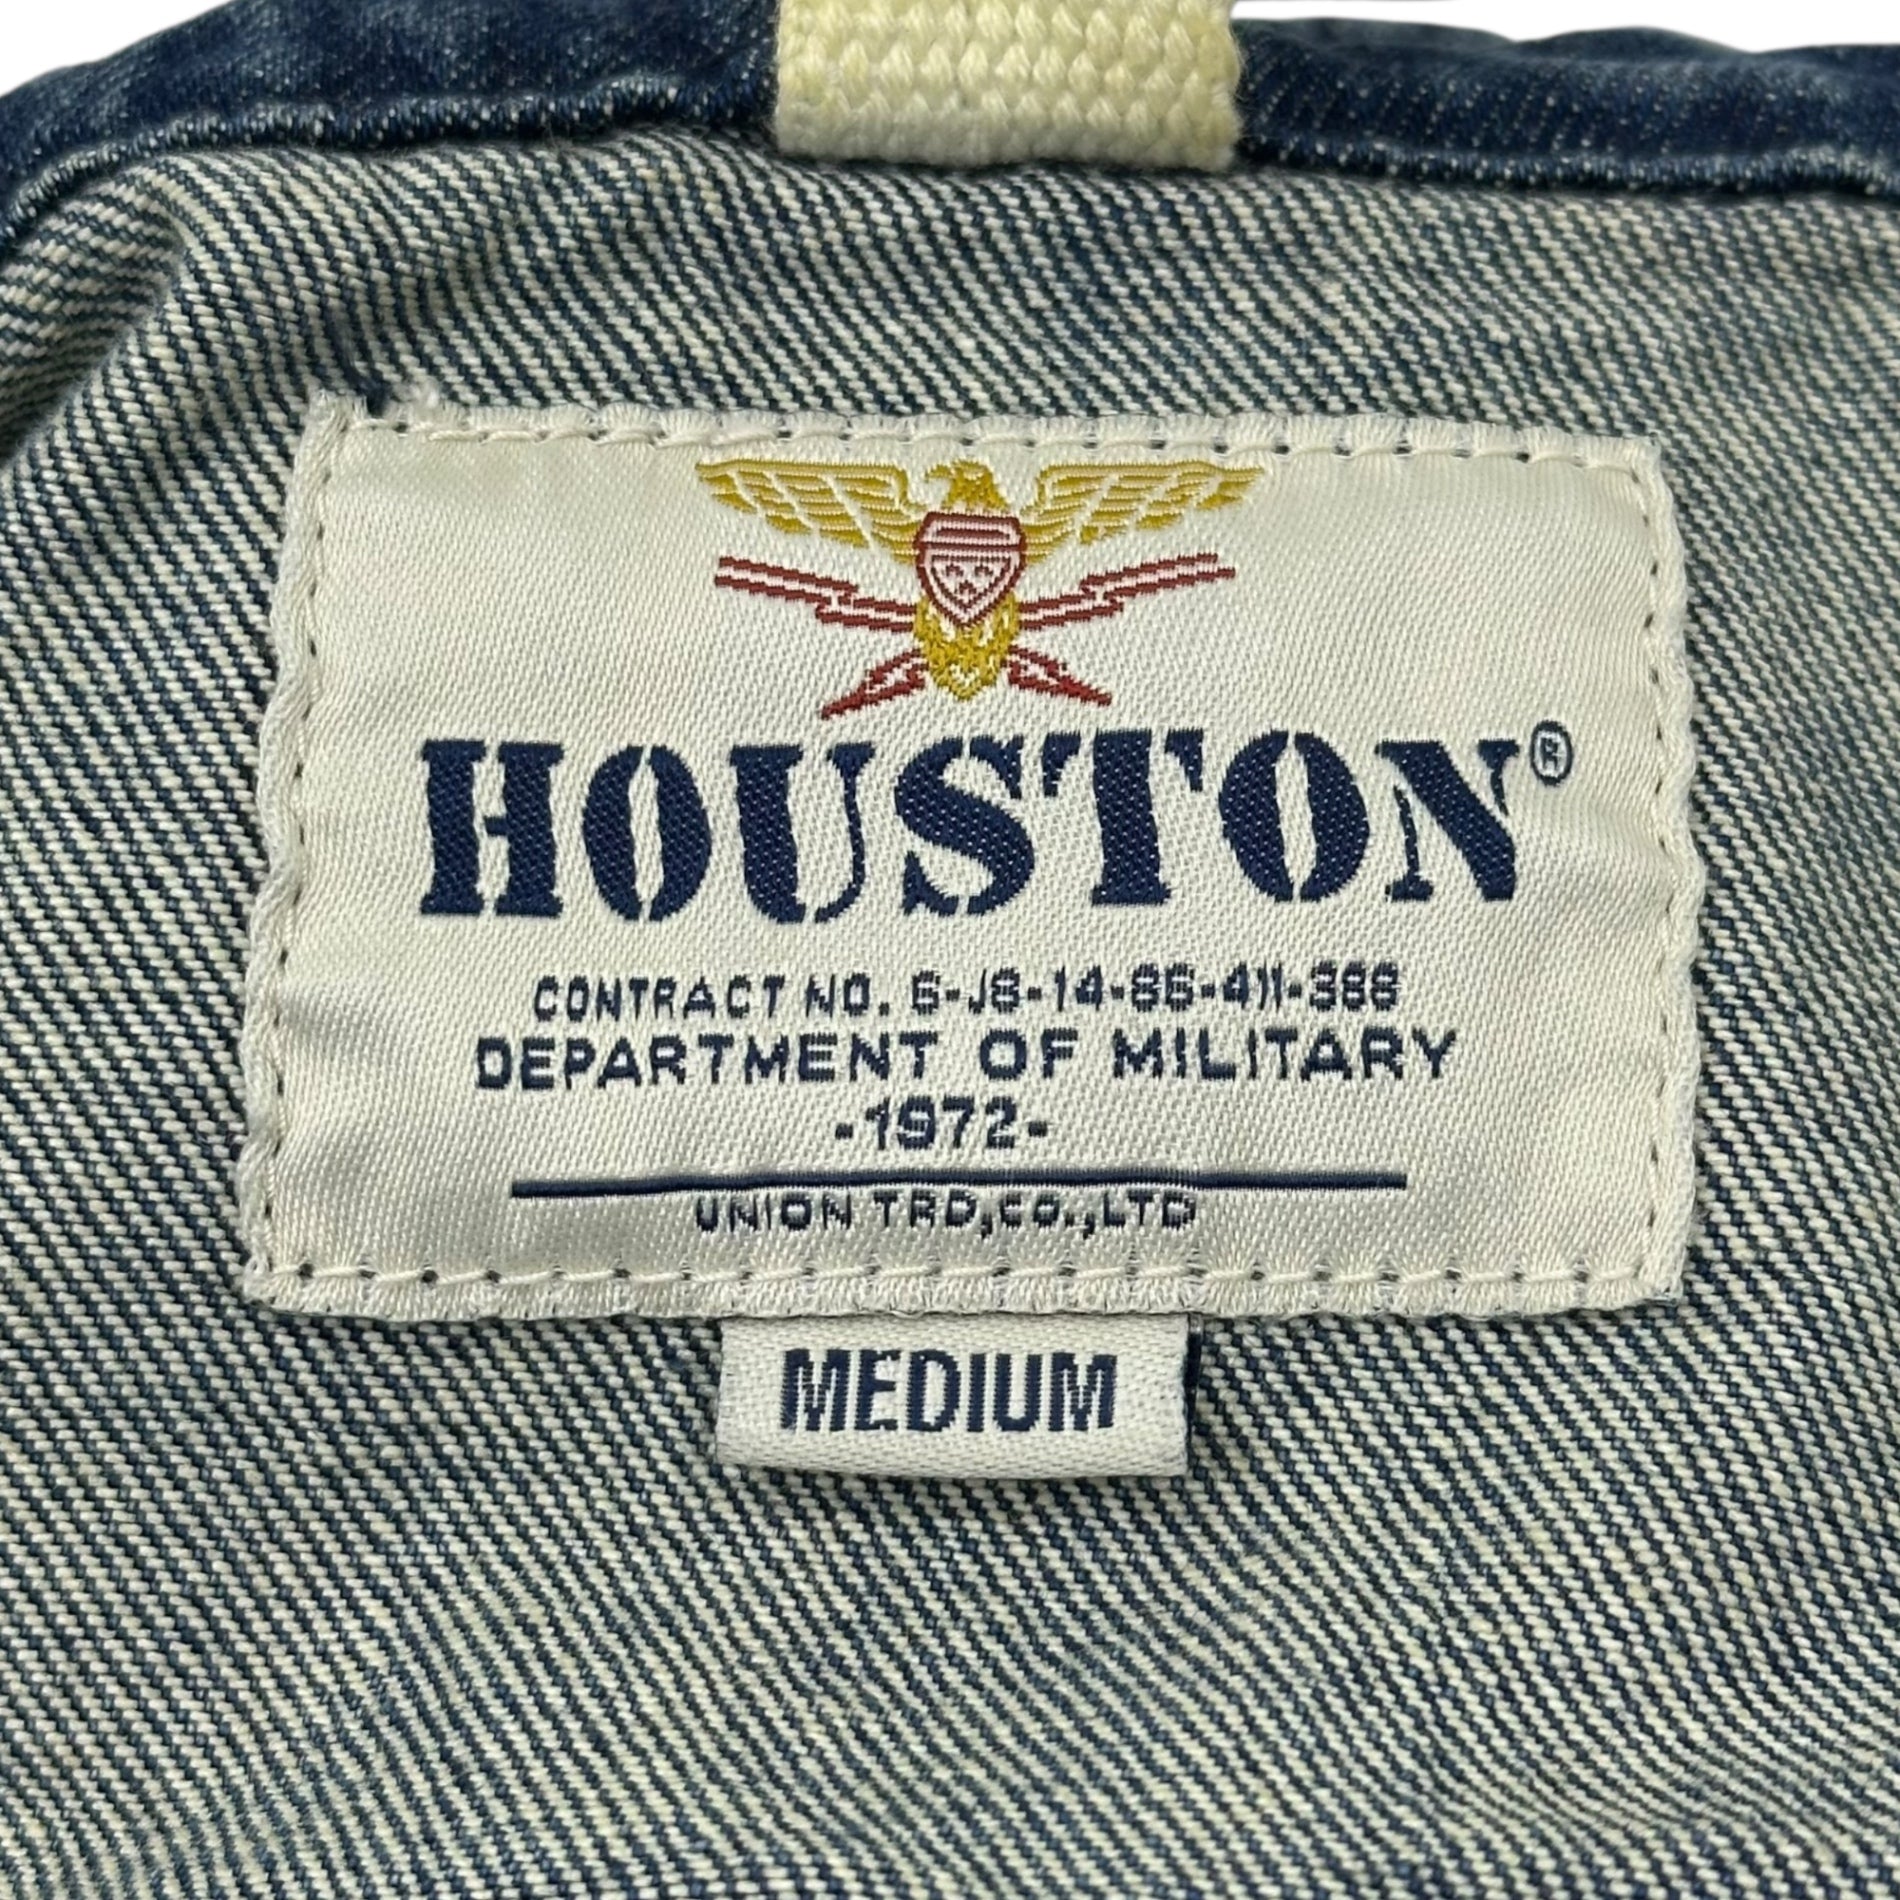 HOUSTON®
CONTRACT NO. 6-J8-14-86-411-388
DEPARTMENT OF MILITARY
-1972-
UNION TRD,CO.,LTD
MEDIUM